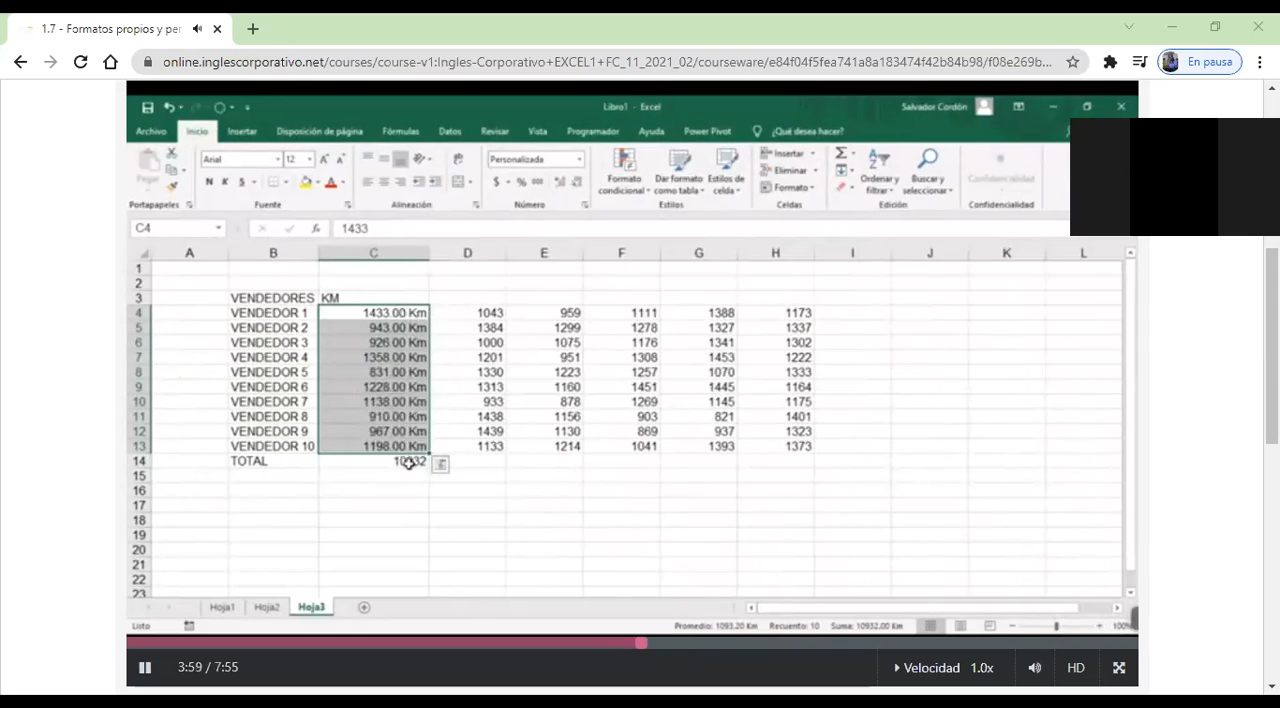 1.7 - Formatos propios y per
online.inglescorporativo.net/courses/course-v1:Ingles-Corporativo+EXCEL1+FC_11_2021_02/courseware/e84f04f5fea741a8a183474f42b84b98/f08e269b...
En pausa
Libro1 - Excel
Salvador Cordón
Archivo Inicio Insertar Disposición de página Fórmulas Datos Revisar Vista Programador Ayuda Power Pivot ¿Qué desea hacer?
Pegar
Arial 12
N K S
Personalizada
$ % 000
Formato condicional
Dar formato como tabla
Estilos de celda
Insertar
Eliminar
Formato
Ordenar y filtrar
Buscar y seleccionar
Confidencialidad
Portapapeles Fuente Alineación Número Estilos Celdas Edición Confidencialidad
C4 fx 1433
A B C D E F G H I J K L
1
2
3 VENDEDORES KM
4 VENDEDOR 1 1433.00 Km 1043 959 1111 1388 1173
5 VENDEDOR 2 943.00 Km 1384 1299 1278 1327 1337
6 VENDEDOR 3 926.00 Km 1000 1075 1176 1341 1302
7 VENDEDOR 4 1358.00 Km 1201 951 1308 1453 1222
8 VENDEDOR 5 831.00 Km 1330 1223 1257 1070 1333
9 VENDEDOR 6 1228.00 Km 1313 1160 1451 1445 1164
10 VENDEDOR 7 1138.00 Km 933 878 1269 1145 1175
11 VENDEDOR 8 910.00 Km 1438 1156 903 821 1401
12 VENDEDOR 9 967.00 Km 1439 1130 869 937 1323
13 VENDEDOR 10 1198.00 Km 1133 1214 1041 1393 1373
14 TOTAL 10932
15
16
17
18
19
20
21
22
23
Hoja1 Hoja2 Hoja3
Listo Promedio: 1093.20 Km Recuento: 10 Suma: 10932.00 Km 100%
3:59 / 7:55 Velocidad 1.0x HD